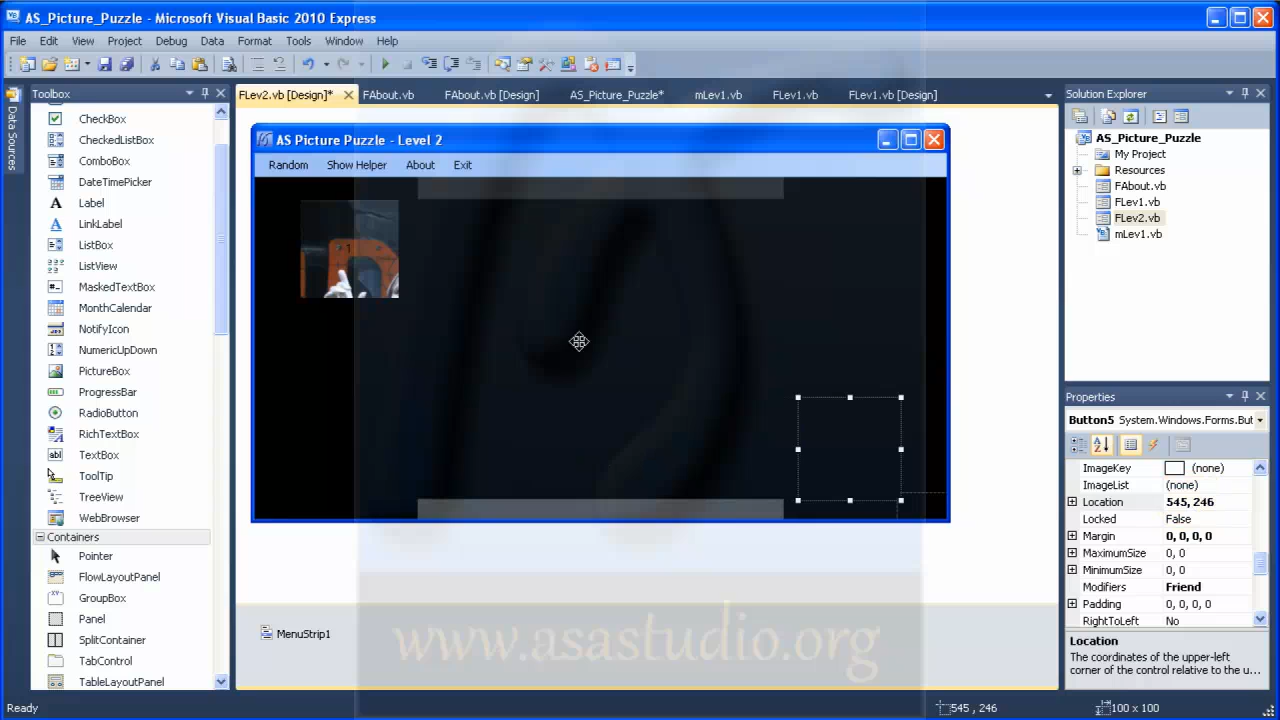 AS_Picture_Puzzle - Microsoft Visual Basic 2010 Express
File Edit View Project Debug Data Format Tools Window Help
Data Sources
Toolbox
CheckBox
CheckedListBox
ComboBox
DateTimePicker
Label
LinkLabel
ListBox
ListView
MaskedTextBox
MonthCalendar
NotifyIcon
NumericUpDown
PictureBox
ProgressBar
RadioButton
RichTextBox
TextBox
ToolTip
TreeView
WebBrowser
Containers
Pointer
FlowLayoutPanel
GroupBox
Panel
SplitContainer
TabControl
TableLayoutPanel
FLev2.vb [Design]* FAbout.vb FAbout.vb [Design] AS_Picture_Puzzle* mLev1.vb FLev1.vb FLev1.vb [Design]
AS Picture Puzzle - Level 2
Random Show Helper About Exit
MenuStrip1
www.asastudio.org
Solution Explorer
AS_Picture_Puzzle
My Project
Resources
FAbout.vb
FLev1.vb
FLev2.vb
mLev1.vb
Properties
Button5 System.Windows.Forms.But
ImageKey (none)
ImageList (none)
Location 545, 246
Locked False
Margin 0, 0, 0, 0
MaximumSize 0, 0
MinimumSize 0, 0
Modifiers Friend
Padding 0, 0, 0, 0
RightToLeft No
Location
The coordinates of the upper-left
corner of the control relative to the u...
Ready 545 , 246 100 x 100